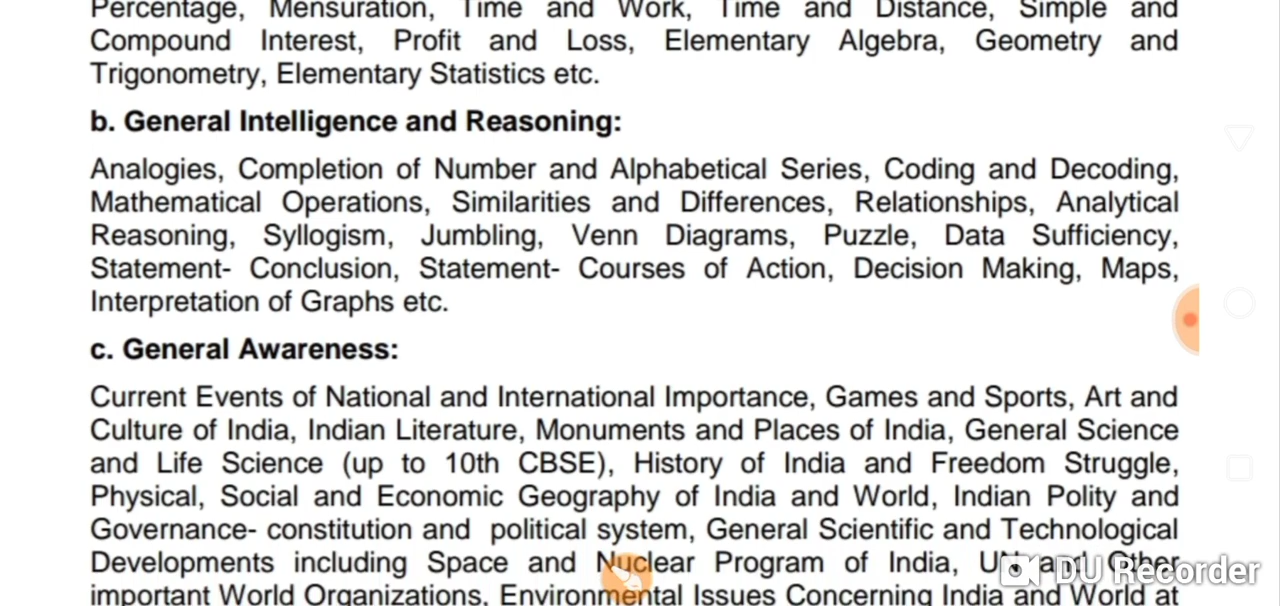 Percentage, Mensuration, Time and Work, Time and Distance, Simple and
Compound Interest, Profit and Loss, Elementary Algebra, Geometry and
Trigonometry, Elementary Statistics etc.
b. General Intelligence and Reasoning:
Analogies, Completion of Number and Alphabetical Series, Coding and Decoding,
Mathematical Operations, Similarities and Differences, Relationships, Analytical
Reasoning, Syllogism, Jumbling, Venn Diagrams, Puzzle, Data Sufficiency,
Statement- Conclusion, Statement- Courses of Action, Decision Making, Maps,
Interpretation of Graphs etc.
c. General Awareness:
Current Events of National and International Importance, Games and Sports, Art and
Culture of India, Indian Literature, Monuments and Places of India, General Science
and Life Science (up to 10th CBSE), History of India and Freedom Struggle,
Physical, Social and Economic Geography of India and World, Indian Polity and
Governance- constitution and political system, General Scientific and Technological
Developments including Space and Nuclear Program of India, UN and Other
important World Organizations, Environmental Issues Concerning India and World at
DU Recorder